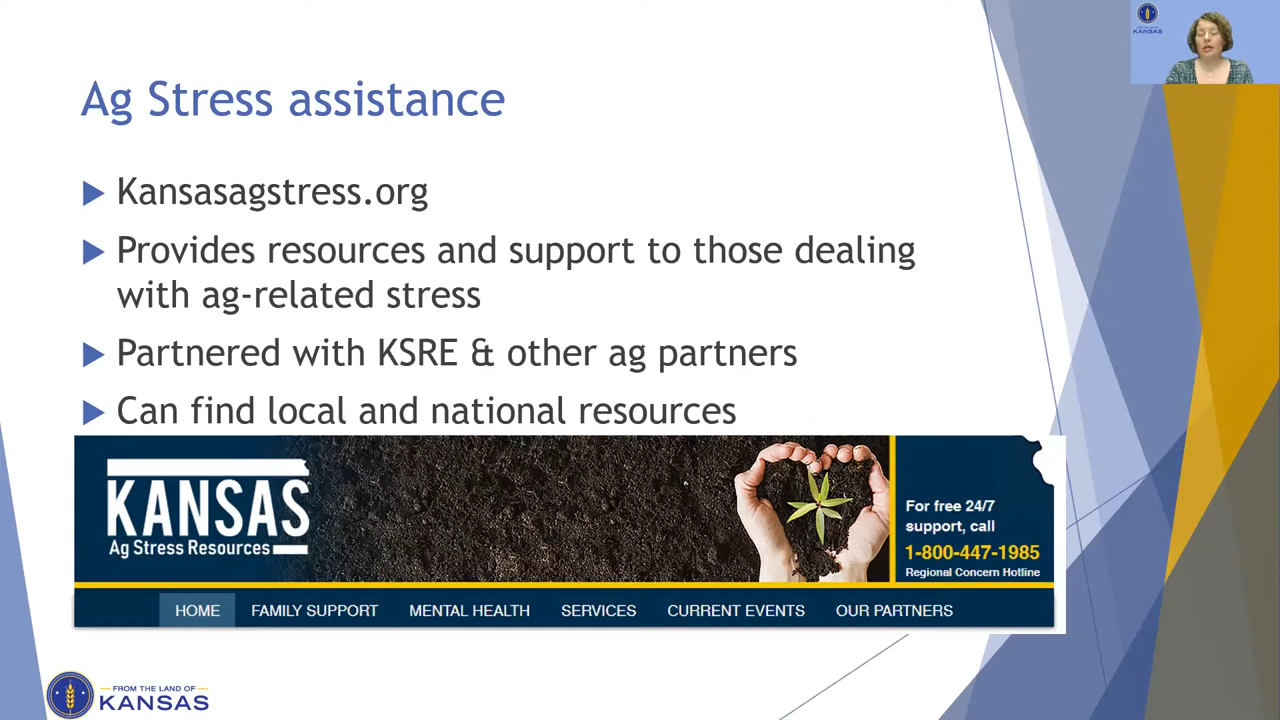 KANSAS
Ag Stress assistance
Kansasagstress.org
Provides resources and support to those dealing
with ag-related stress
Partnered with KSRE & other ag partners
Can find local and national resources
KANSAS
Ag Stress Resources
For free 24/7
support, call
1-800-447-1985
Regional Concern Hotline
HOME FAMILY SUPPORT MENTAL HEALTH SERVICES CURRENT EVENTS OUR PARTNERS
FROM THE LAND OF
KANSAS